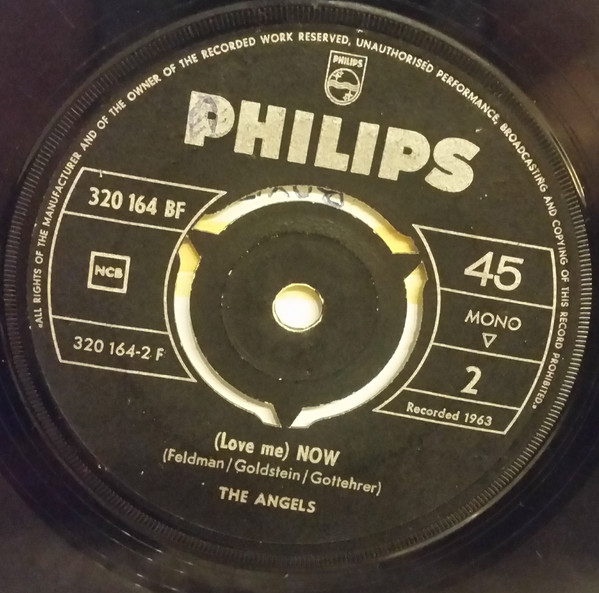 «ALL RIGHTS OF THE MANUFACTURER AND OF THE OWNER OF THE RECORDED WORK RESERVED, UNAUTHORISED PERFORMANCE, BROADCASTING AND COPYING OF THIS RECORD PROHIBITED.»
PHILIPS
PHILIPS
320 164 BF
NCB
320 164-2 F
45
MONO
▽
2
Recorded 1963
(Love me) NOW
(Feldman/Goldstein/Gottehrer)
THE ANGELS